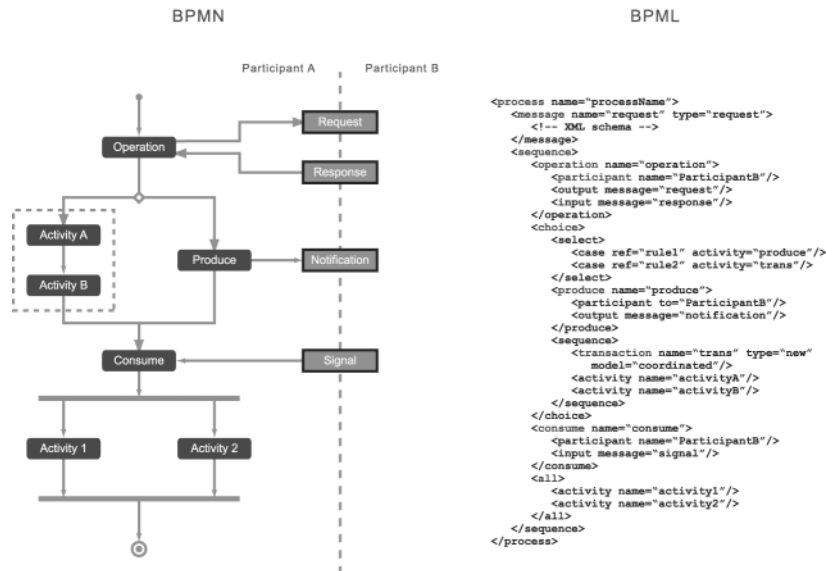 BPMN
BPML
Participant A
Participant B
Request
Operation
Response
Activity A
Produce
Notification
Activity B
Consume
Signal
Activity 1
Activity 2
<process name=“processName”>
<message name=“request” type=“request”>
<!-- XML schema -->
</message>
<sequence>
<operation name=“operation”>
<participant name=“ParticipantB”/>
<output message=“request”/>
<input message=“response”/>
</operation>
<choice>
<select>
<case ref=“rule1” activity=“produce”/>
<case ref=“rule2” activity=“trans”/>
</select>
<produce name=“produce”>
<participant to=“ParticipantB”/>
<output message=“notification”/>
</produce>
<sequence>
<transaction name=“trans” type=“new”
model=“coordinated”/>
<activity name=“activityA”/>
<activity name=“activityB”/>
</sequence>
</choice>
<consume name=“consume”>
<participant name=“ParticipantB”/>
<input message=“signal”/>
</consume>
<all>
<activity name=“activity1”/>
<activity name=“activity2”/>
</all>
</sequence>
</process>